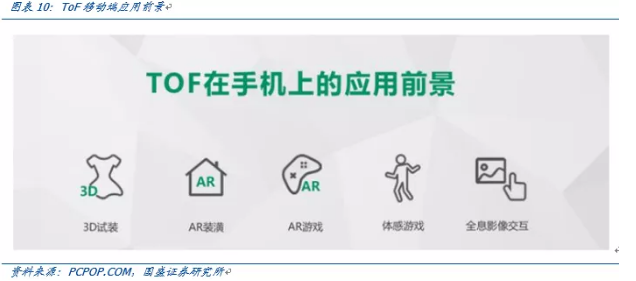 图表 10：ToF 移动端应用前景
TOF在手机上的应用前景
3D
AR
AR
3D试装
AR装潢
AR游戏
体感游戏
全息影像交互
资料来源：PCPOP.COM，国盛证券研究所